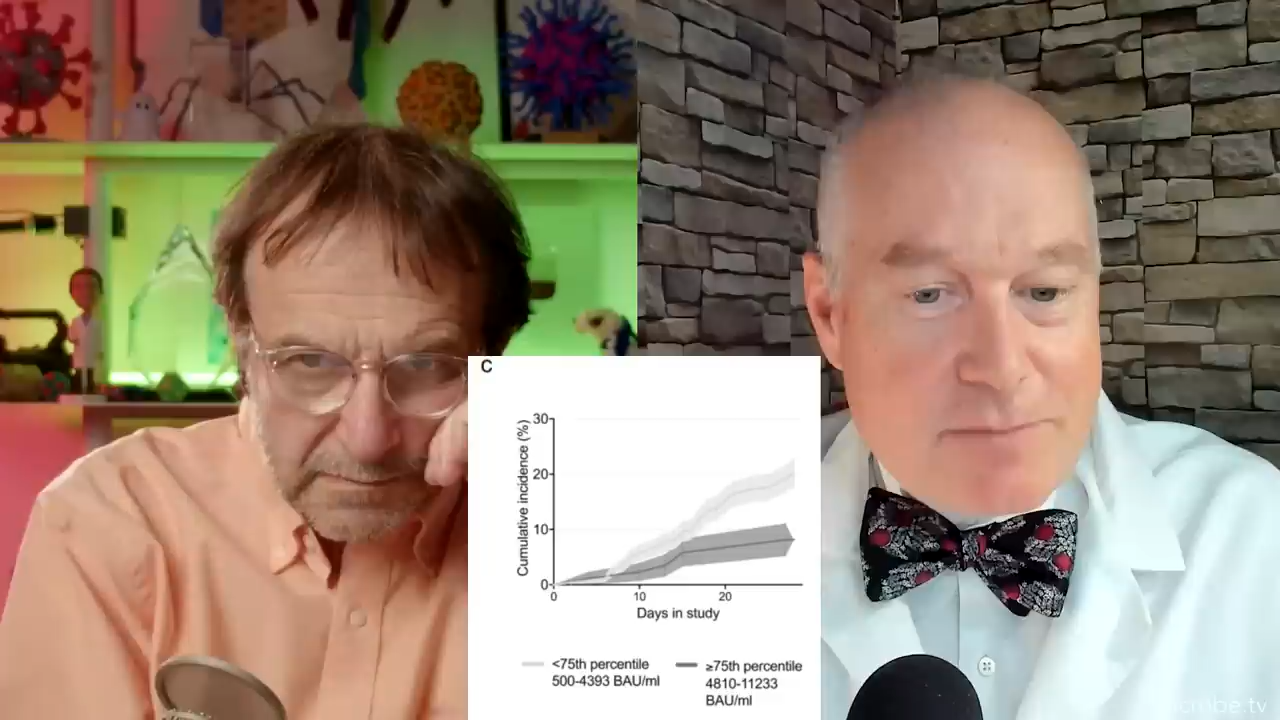 C
Cumulative incidence (%)
30
20
10
0
0 10 20
Days in study
<75th percentile
500-4393 BAU/ml
≥75th percentile
4810-11233
BAU/ml